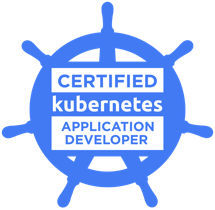 CERTIFIED
kubernetes
APPLICATION
DEVELOPER